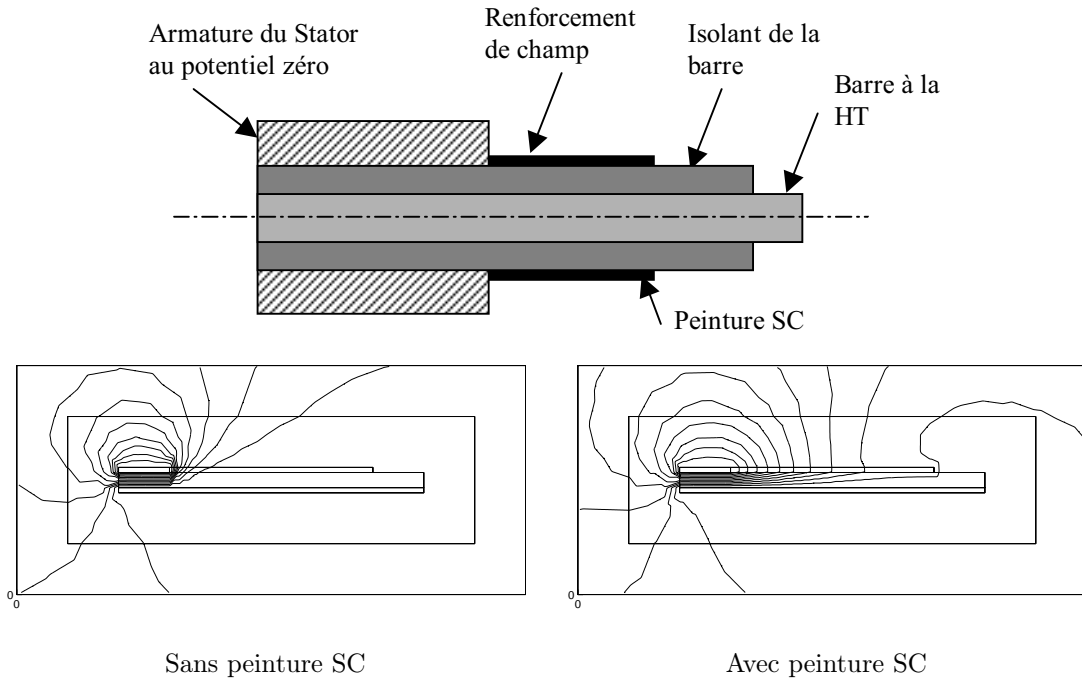 Armature du Stator
au potentiel zéro
Renforcement
de champ
Isolant de la
barre
Barre à la
HT
Peinture SC
0
0
0
0
Sans peinture SC
Avec peinture SC